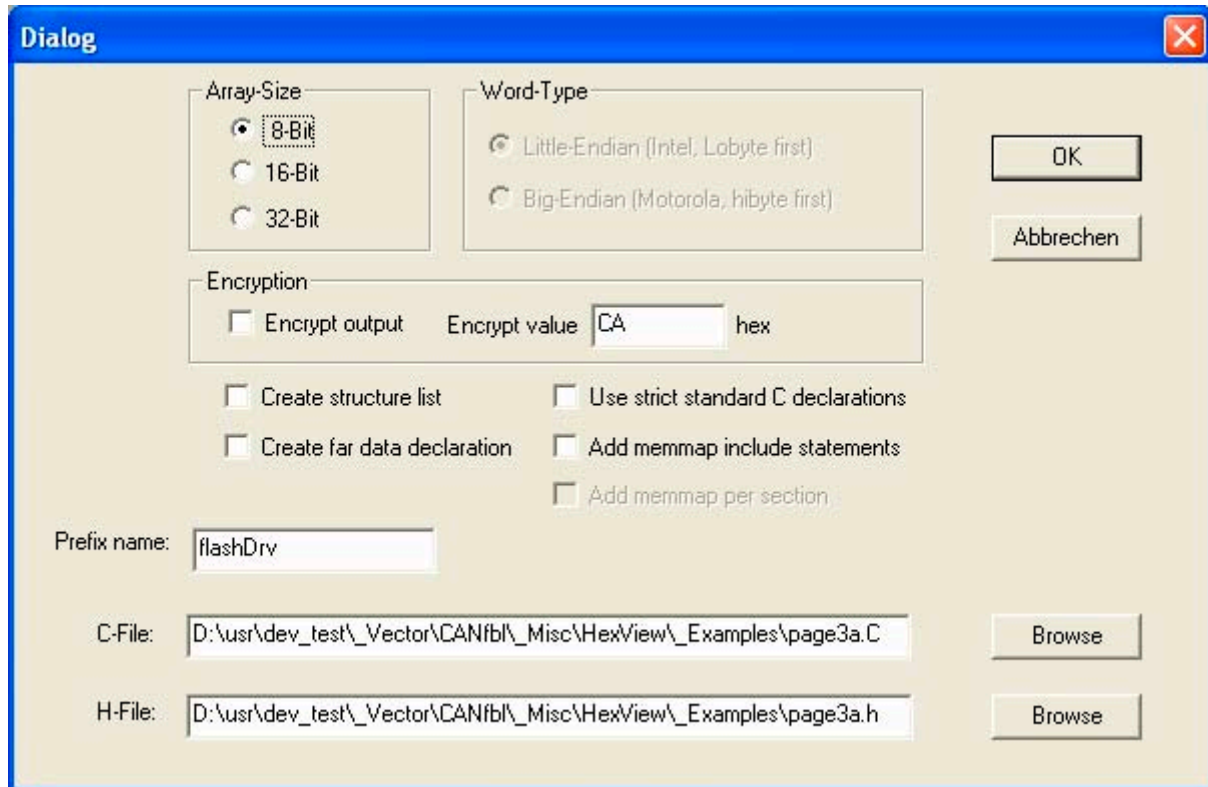 Dialog
Array-Size
8-Bit
16-Bit
32-Bit
Word-Type
Little-Endian (Intel, Lobyte first)
Big-Endian (Motorola, hibyte first)
OK
Abbrechen
Encryption
Encrypt output
Encrypt value
CA
hex
Create structure list
Use strict standard C declarations
Create far data declaration
Add memmap include statements
Add memmap per section
Prefix name:
flashDrv
C-File:
D:\usr\dev_test\_Vector\CANfbl\_Misc\HexView\_Examples\page3a.C
Browse
H-File:
D:\usr\dev_test\_Vector\CANfbl\_Misc\HexView\_Examples\page3a.h
Browse